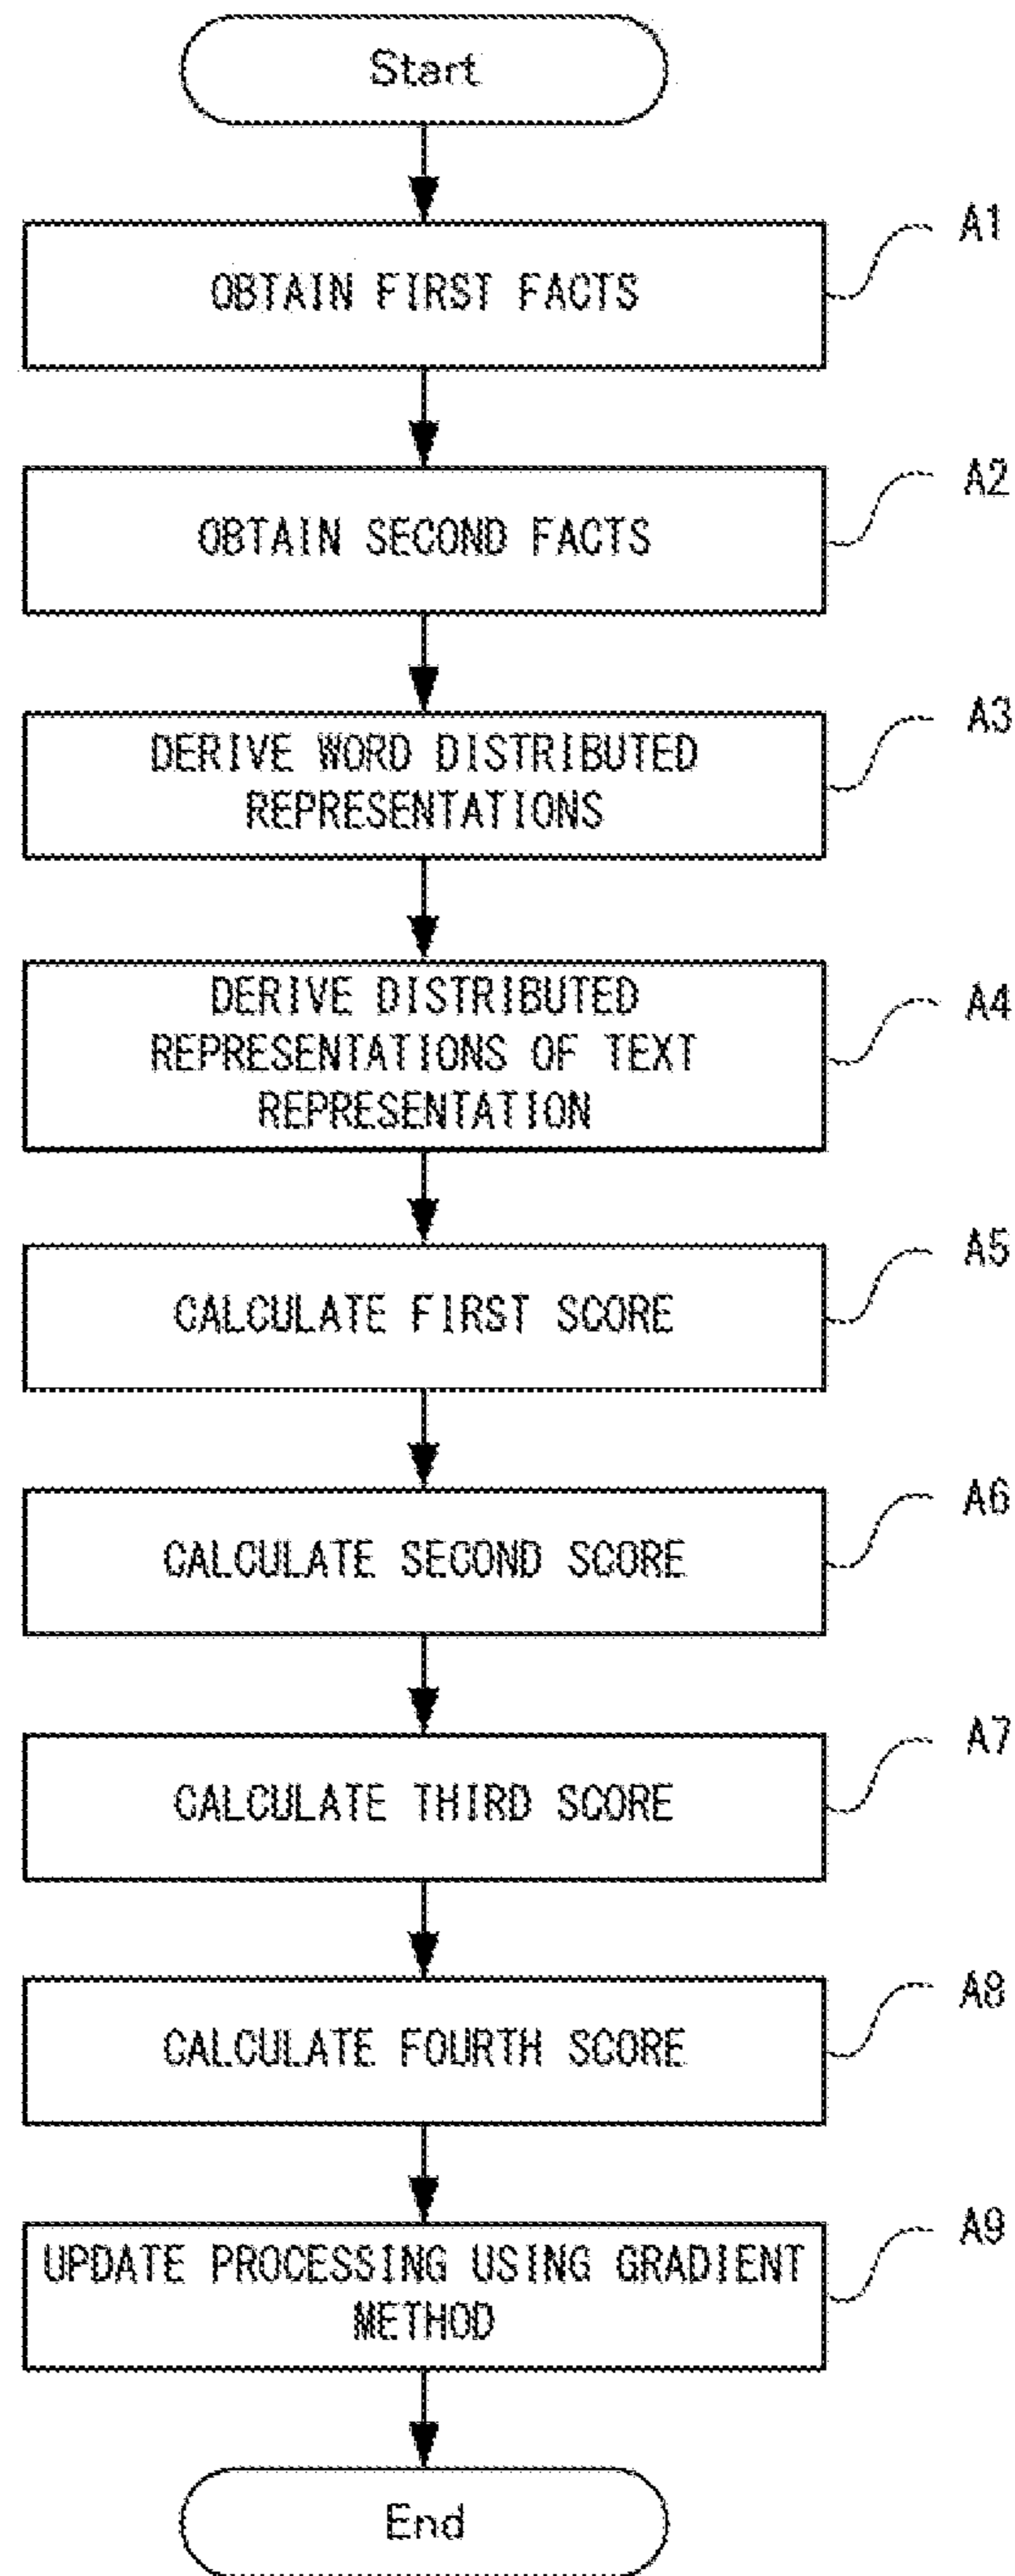 Start
A1
OBTAIN FIRST FACTS
A2
OBTAIN SECOND FACTS
A3
DERIVE WORD DISTRIBUTED
REPRESENTATIONS
A4
DERIVE DISTRIBUTED
REPRESENTATIONS OF TEXT
REPRESENTATION
A5
CALCULATE FIRST SCORE
A6
CALCULATE SECOND SCORE
A7
CALCULATE THIRD SCORE
A8
CALCULATE FOURTH SCORE
A9
UPDATE PROCESSING USING GRADIENT
METHOD
End